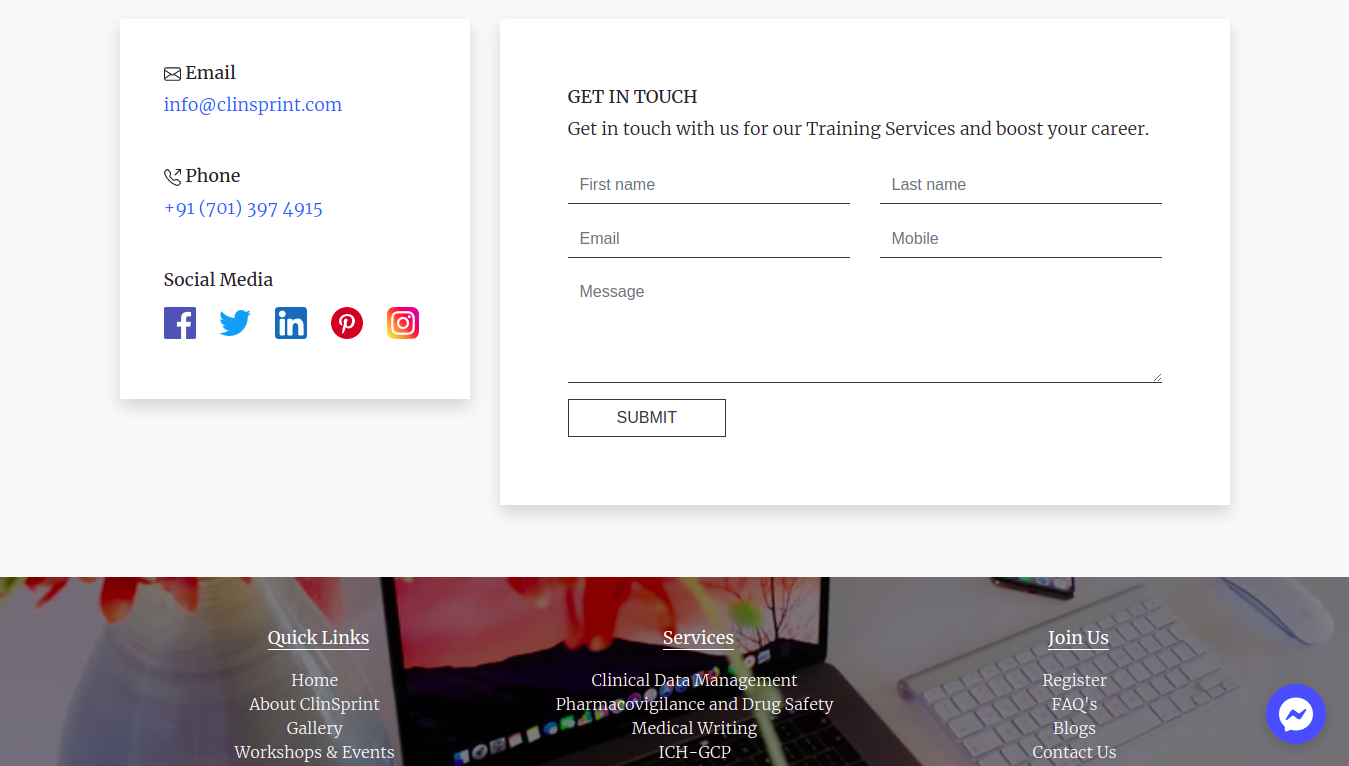 Email
info@clinsprint.com
Phone
+91 (701) 397 4915
Social Media
GET IN TOUCH
Get in touch with us for our Training Services and boost your career.
First name
Last name
Email
Mobile
Message
SUBMIT
Quick Links
Home
About ClinSprint
Gallery
Workshops & Events
Services
Clinical Data Management
Pharmacovigilance and Drug Safety
Medical Writing
ICH-GCP
Join Us
Register
FAQ's
Blogs
Contact Us